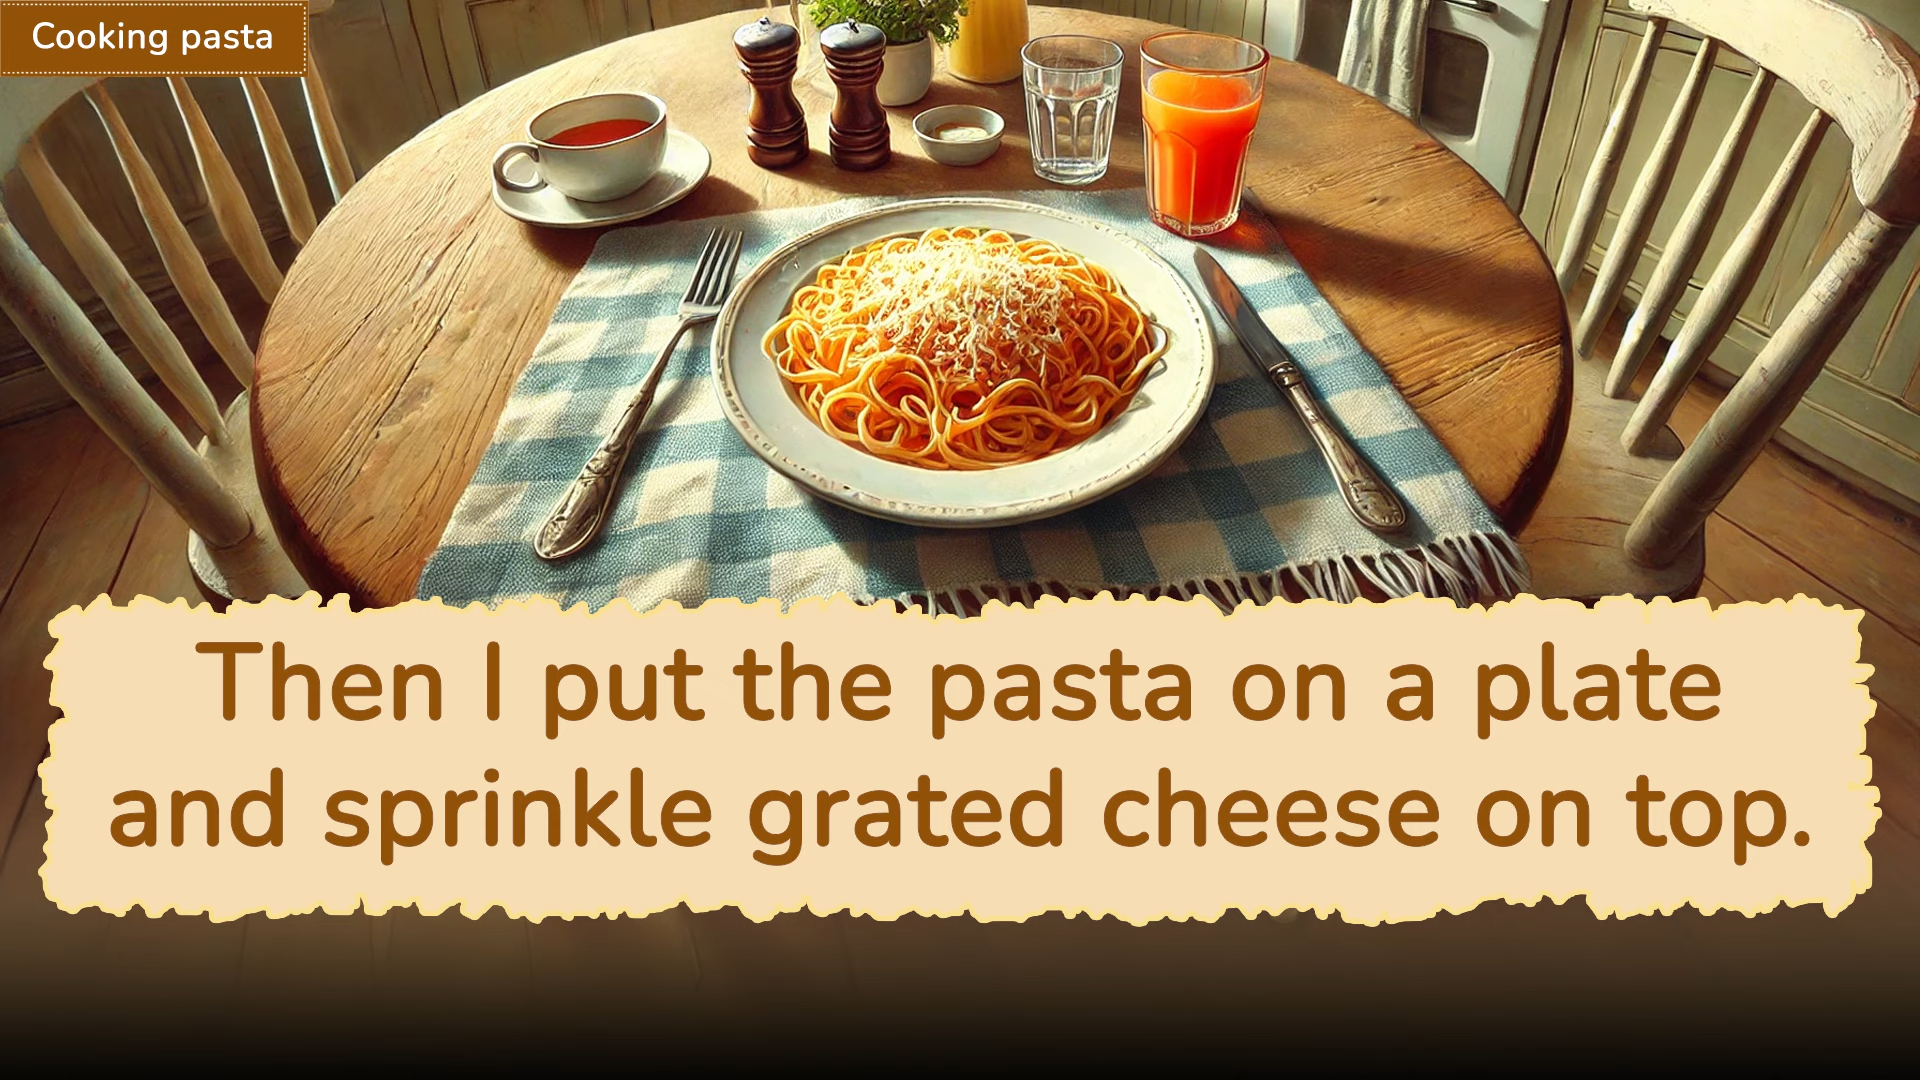 Cooking pasta
Then I put the pasta on a plate
and sprinkle grated cheese on top.